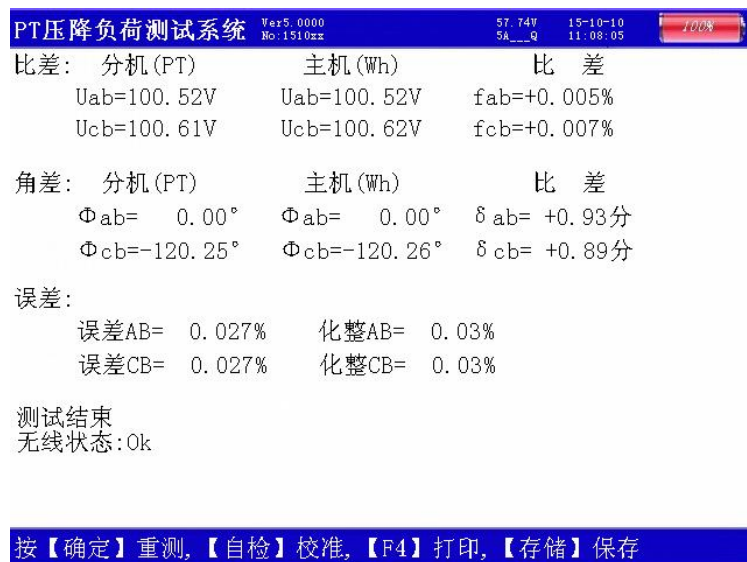 PT压降负荷测试系统 Ver5.0000 No:1510xz 57.74V 5A___Q 15-10-10 11:08:05 100%
比差: 分机(PT) 主机(Wh) 比 差
Uab=100.52V Uab=100.52V fab=+0.005%
Ucb=100.61V Ucb=100.62V fcb=+0.007%
角差: 分机(PT) 主机(Wh) 比 差
Φab= 0.00° Φab= 0.00° δab= +0.93分
Φcb=-120.25° Φcb=-120.26° δcb= +0.89分
误差:
误差AB= 0.027% 化整AB= 0.03%
误差CB= 0.027% 化整CB= 0.03%
测试结束
无线状态:Ok
按【确定】重测,【自检】校准,【F4】打印,【存储】保存